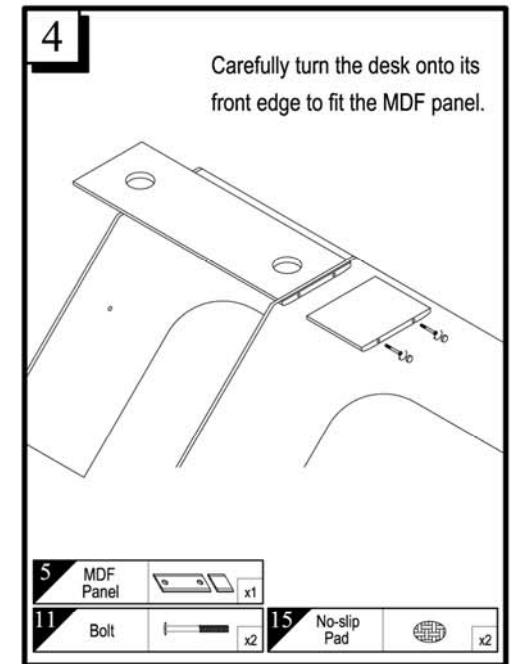 4
Carefully turn the desk onto its
front edge to fit the MDF panel.
5 MDF
Panel
x1
11 Bolt x2
15 No-slip
Pad
x2